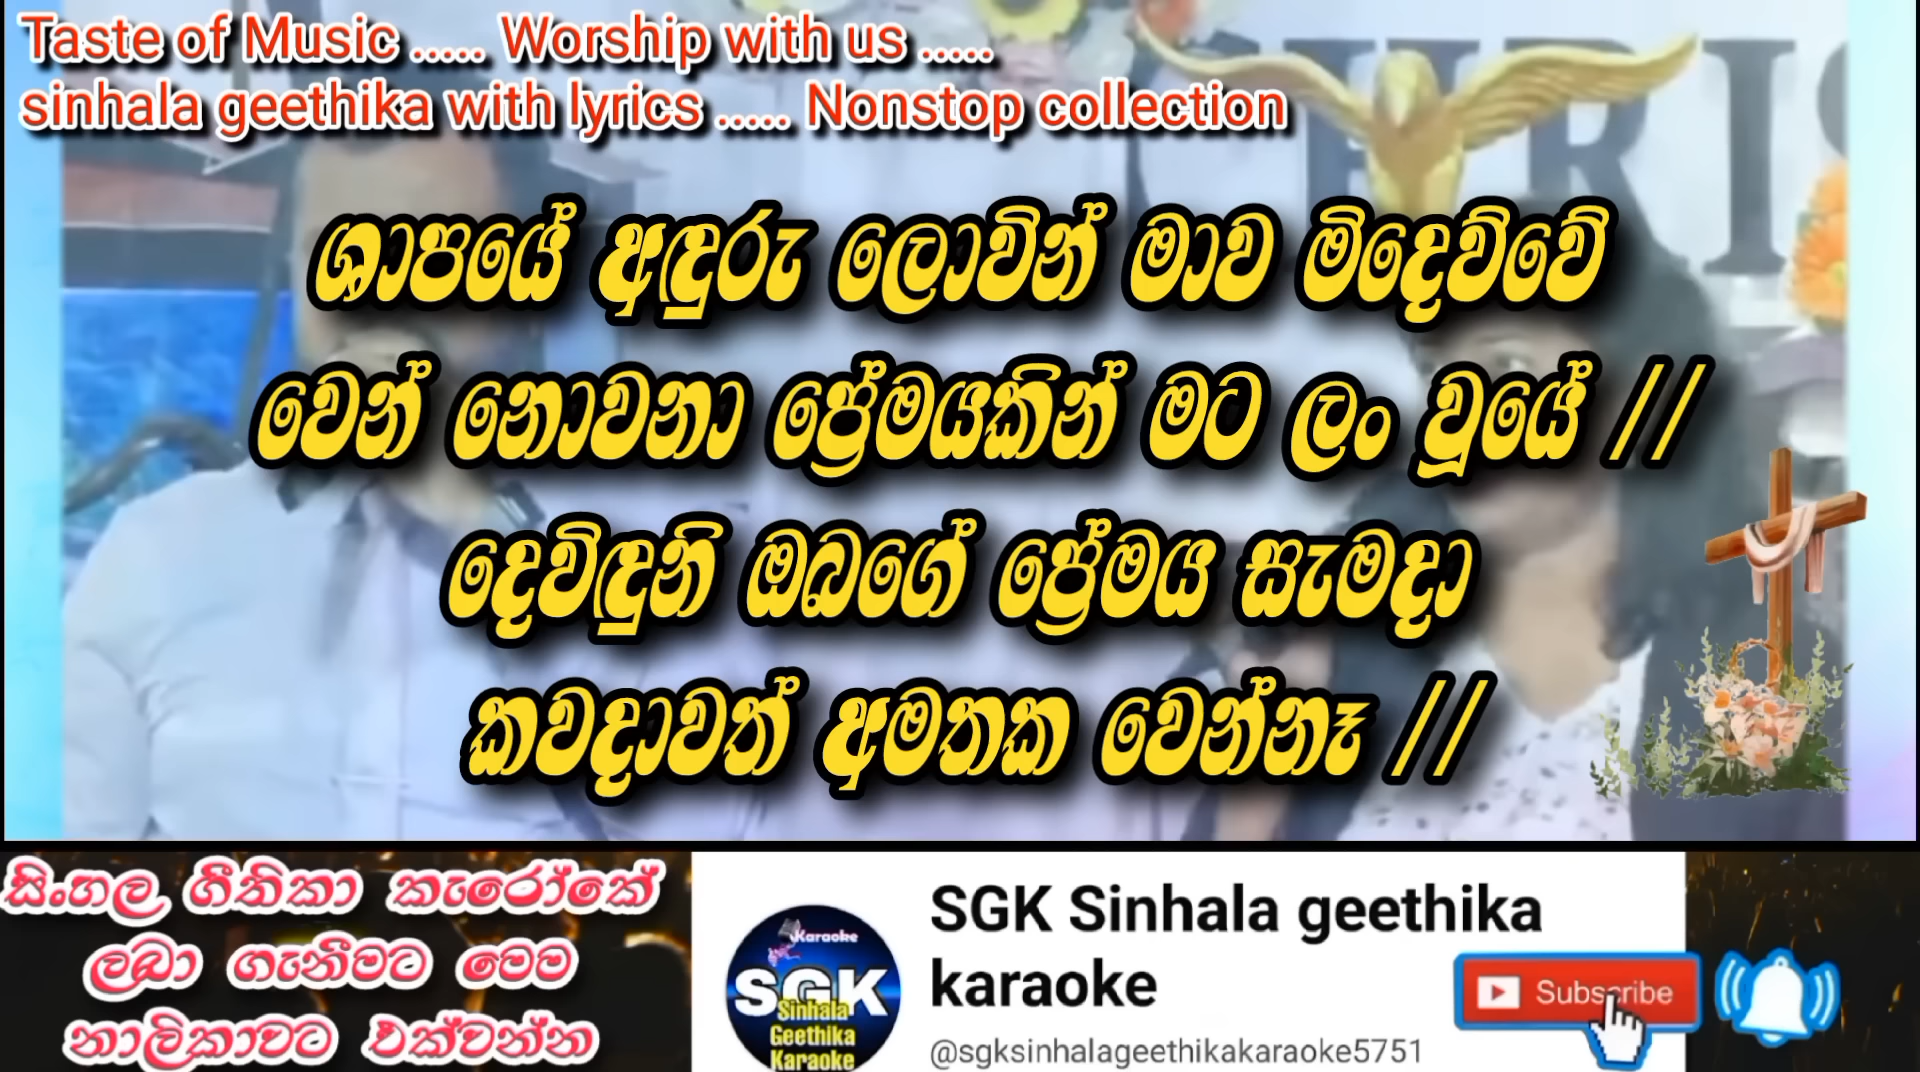 Taste of Music ..... Worship with us .....
sinhala geethika with lyrics ..... Nonstop collection
ශාපයේ අඳුරු ලොවින් මාව මිදෙව්වේ
වෙන් නොවනා ප්‍රේමයකින් මට ලං වූයේ //
දෙවිඳුනි ඔබගේ ප්‍රේමය සැමදා
කවදාවත් අමතක වෙන්නෑ //
සිංහල ගීතිකා කැරෝකේ
ලබා ගැනීමට මෙම
නාලිකාවට එක්වන්න
Karaoke
SGK
Sinhala
Geethika
Karaoke
SGK Sinhala geethika
karaoke
@sgksinhalageethikakaraoke5751
Subscribe